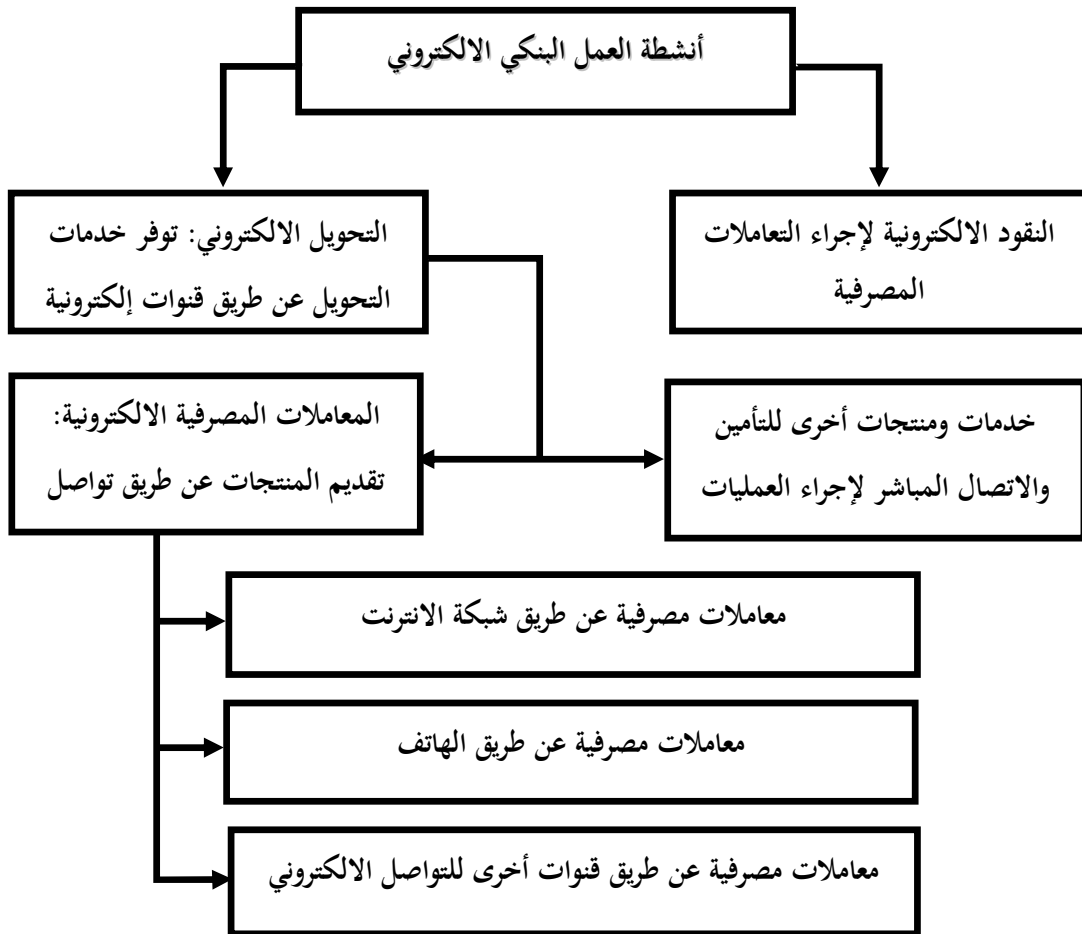 أنشطة العمل البنكي الالكتروني
النقود الالكترونية لإجراء التعاملات
المصرفية
التحويل الالكتروني: توفر خدمات
التحويل عن طريق قنوات إلكترونية
خدمات ومنتجات أخرى للتأمين
والاتصال المباشر لإجراء العمليات
المعاملات المصرفية الالكترونية:
تقديم المنتجات عن طريق تواصل
معاملات مصرفية عن طريق شبكة الانترنت
معاملات مصرفية عن طريق الهاتف
معاملات مصرفية عن طريق قنوات أخرى للتواصل الالكتروني